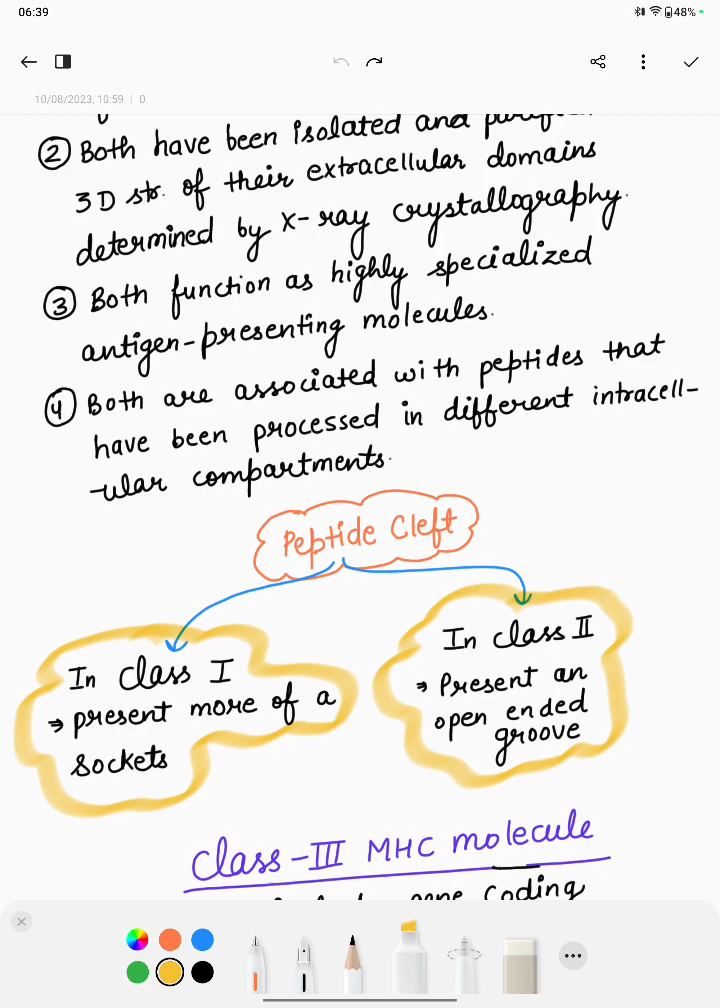 06:39
48%
10/08/2023, 10:59 | 0
② Both have been isolated and
3D str. of their extracellular domains
determined by X-ray crystallography.
③ Both function as highly specialized
antigen-presenting molecules.
④ Both are associated with peptides that
have been processed in different intracell-
-ular compartments.
Peptide Cleft
In class I
→ present more of a
sockets
In class II
→ Present an
open ended
groove
Class-III MHC molecule
gene coding